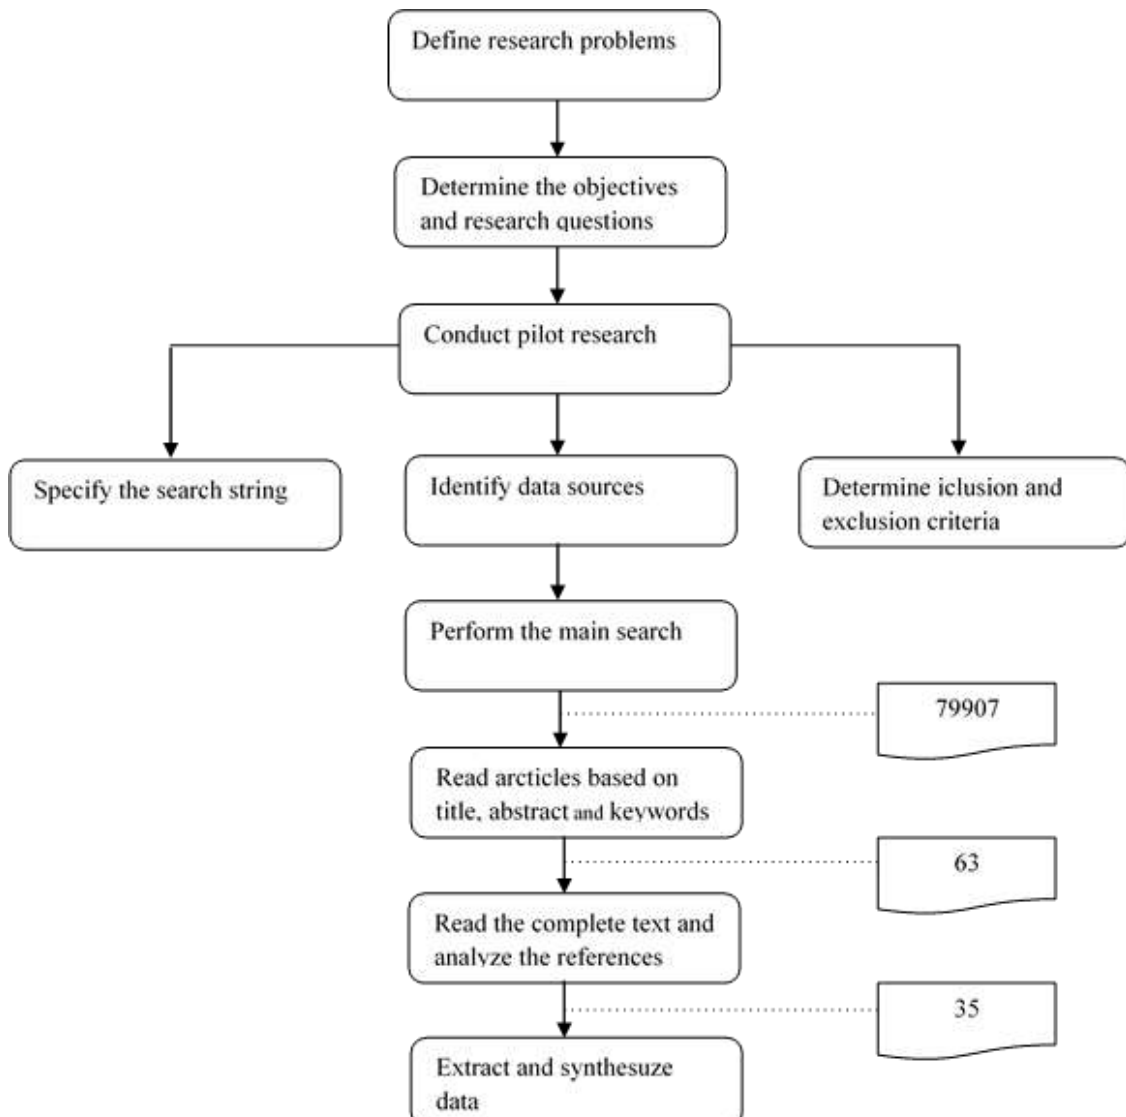 Define research problems
Determine the objectives
and research questions
Conduct pilot research
Specify the search string
Identify data sources
Determine iclusion and
exclusion criteria
Perform the main search
79907
Read arcticles based on
title, abstract and keywords
63
Read the complete text and
analyze the references
35
Extract and synthesuze
data